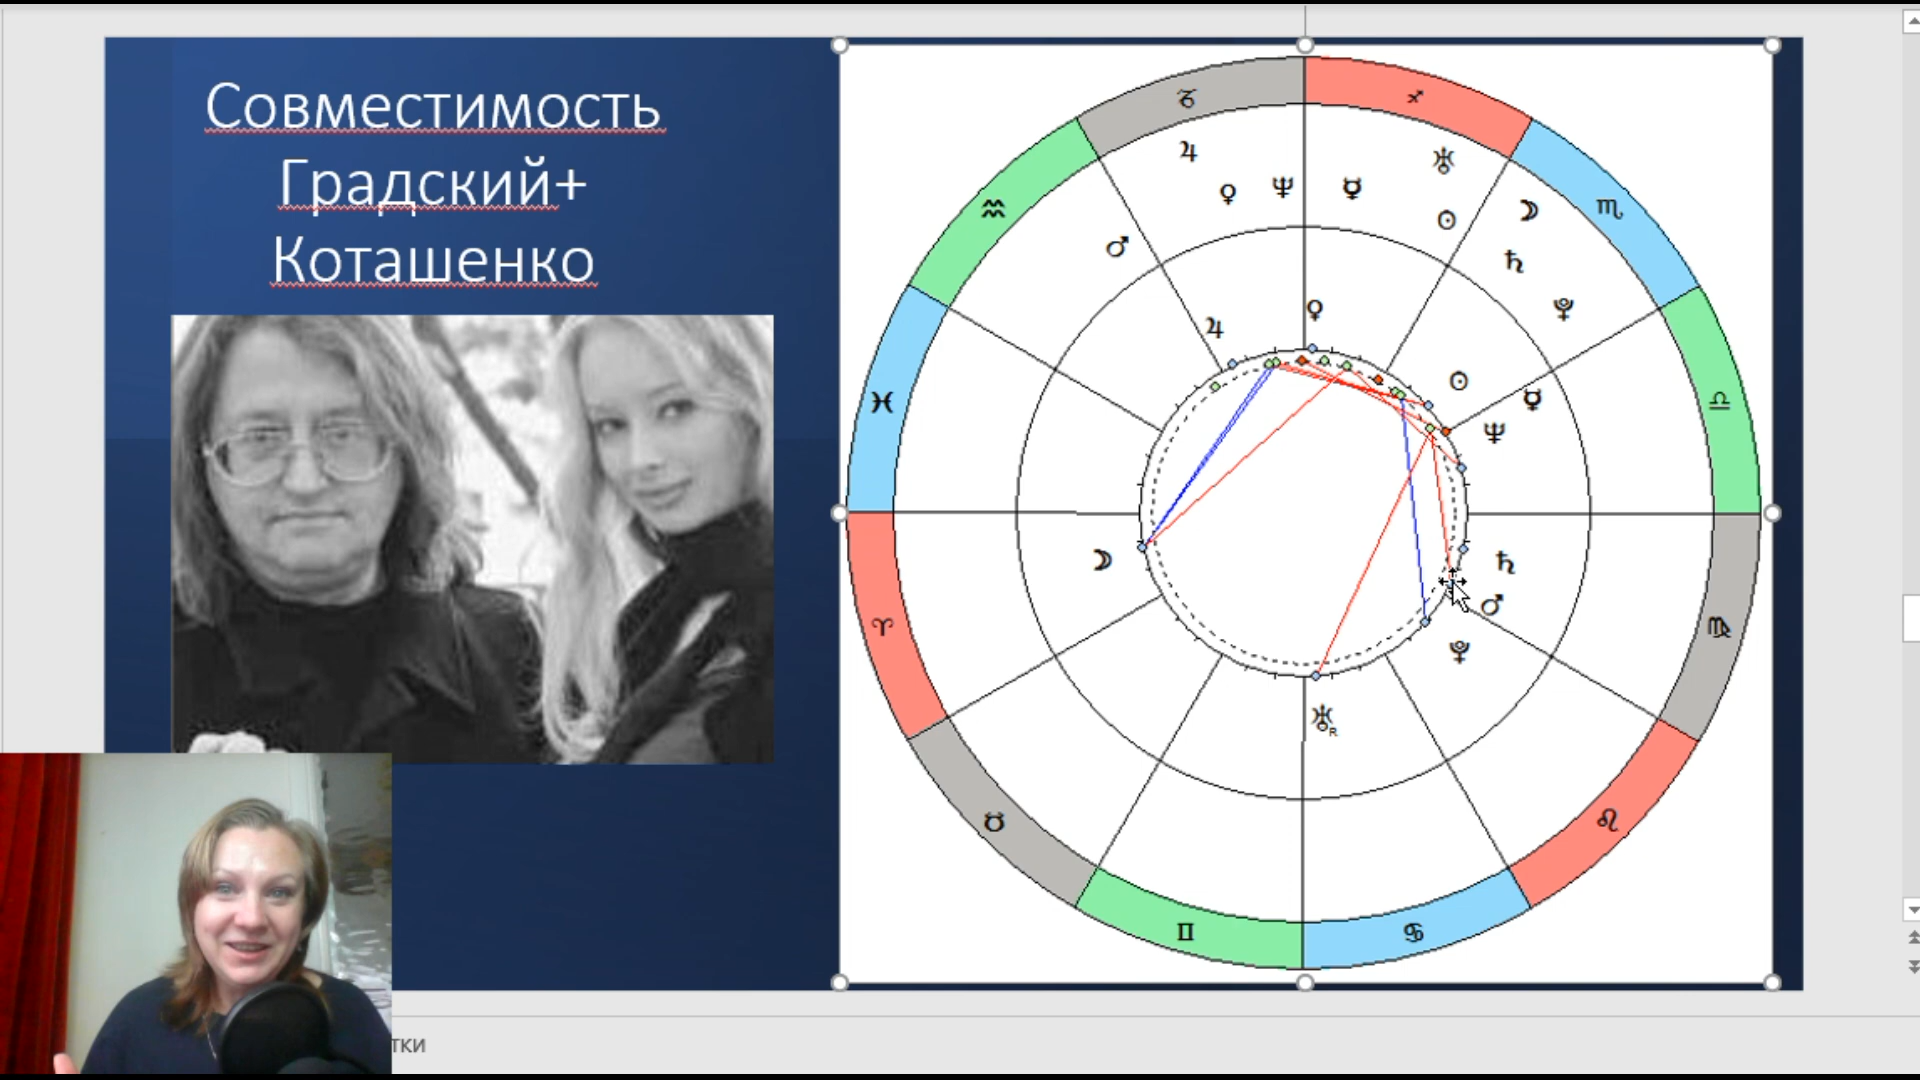 Совместимость
Градский+
Коташенко
R
тки